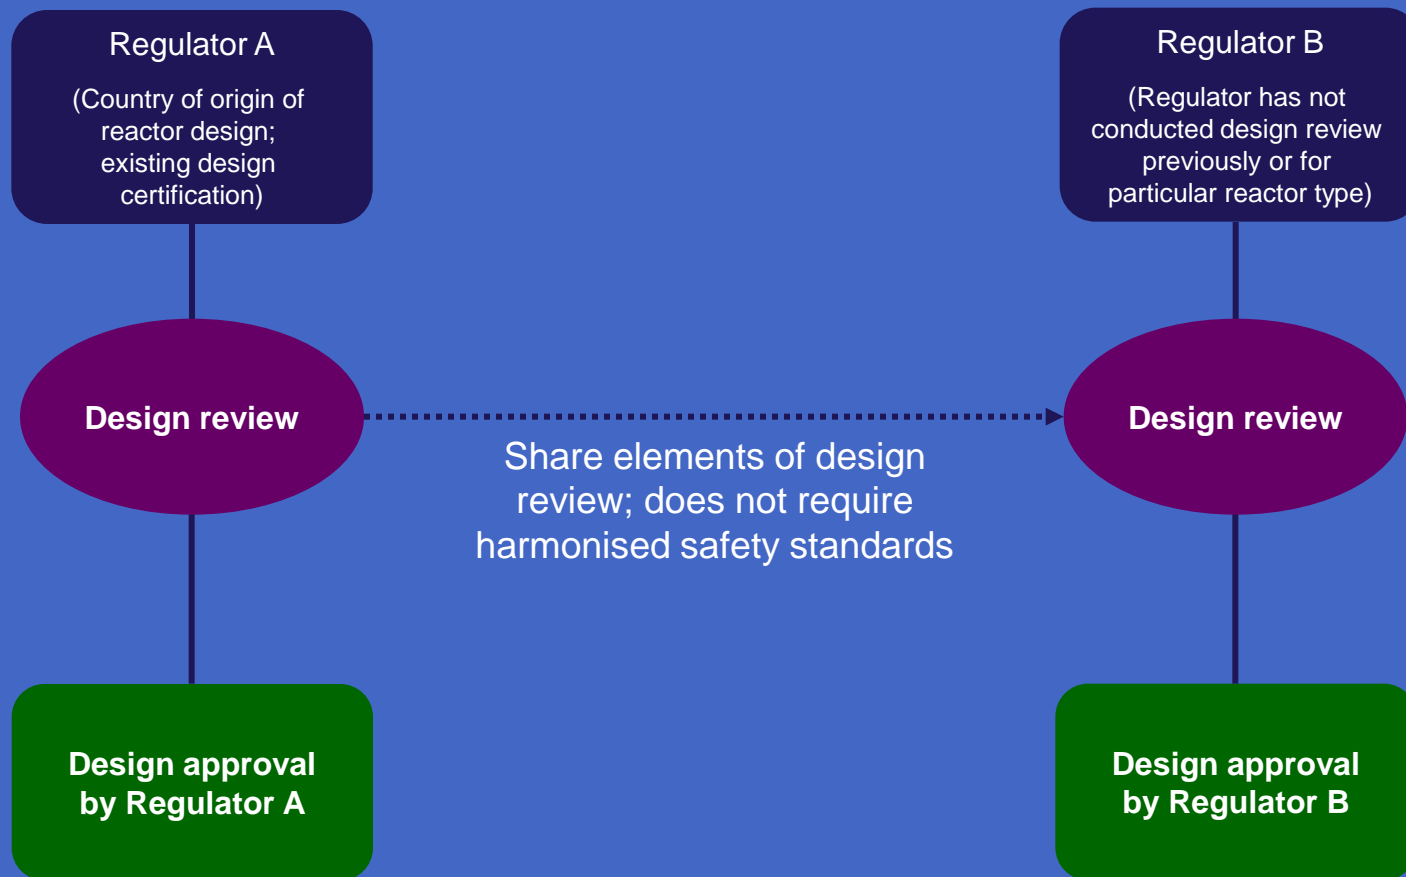 Regulator A
(Country of origin of
reactor design;
existing design
certification)
Regulator B
(Regulator has not
conducted design review
previously or for
particular reactor type)
Design review
Share elements of design
review; does not require
harmonised safety standards
Design review
Design approval
by Regulator A
Design approval
by Regulator B